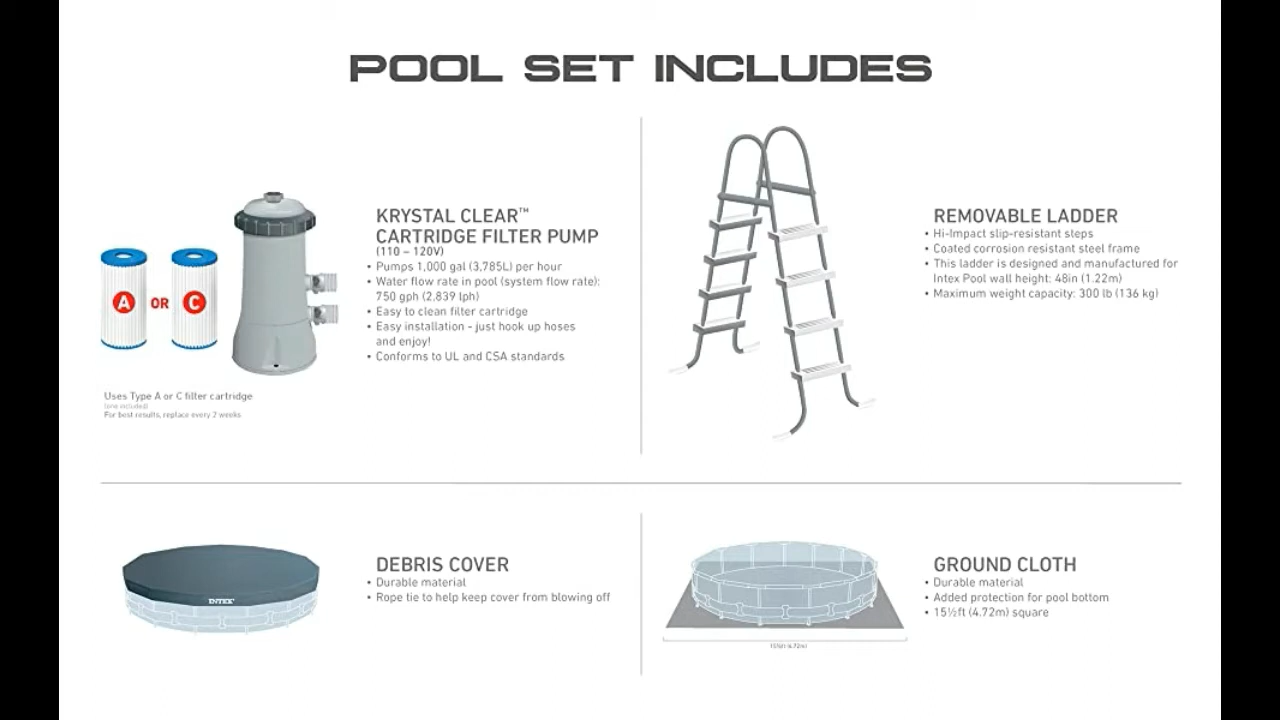 POOL SET INCLUDES
KRYSTAL CLEAR™
CARTRIDGE FILTER PUMP
(110 – 120V)
• Pumps 1,000 gal (3,785L) per hour
• Water flow rate in pool (system flow rate):
750 gph (2,839 lph)
• Easy to clean filter cartridge
• Easy installation - just hook up hoses
and enjoy!
• Conforms to UL and CSA standards
A OR C
Uses Type A or C filter cartridge
(one included)
For best results, replace every 2 weeks
REMOVABLE LADDER
• Hi-Impact slip-resistant steps
• Coated corrosion resistant steel frame
• This ladder is designed and manufactured for
Intex Pool wall height: 48in (1.22m)
• Maximum weight capacity: 300 lb (136 kg)
DEBRIS COVER
• Durable material
• Rope tie to help keep cover from blowing off
INTEX
GROUND CLOTH
• Durable material
• Added protection for pool bottom
• 15½ft (4.72m) square
15½ft (4.72m)